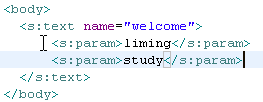 <body>
<s:text name="welcome">
<s:param>liming</s:param>
<s:param>study</s:param>
</s:text>
</body>